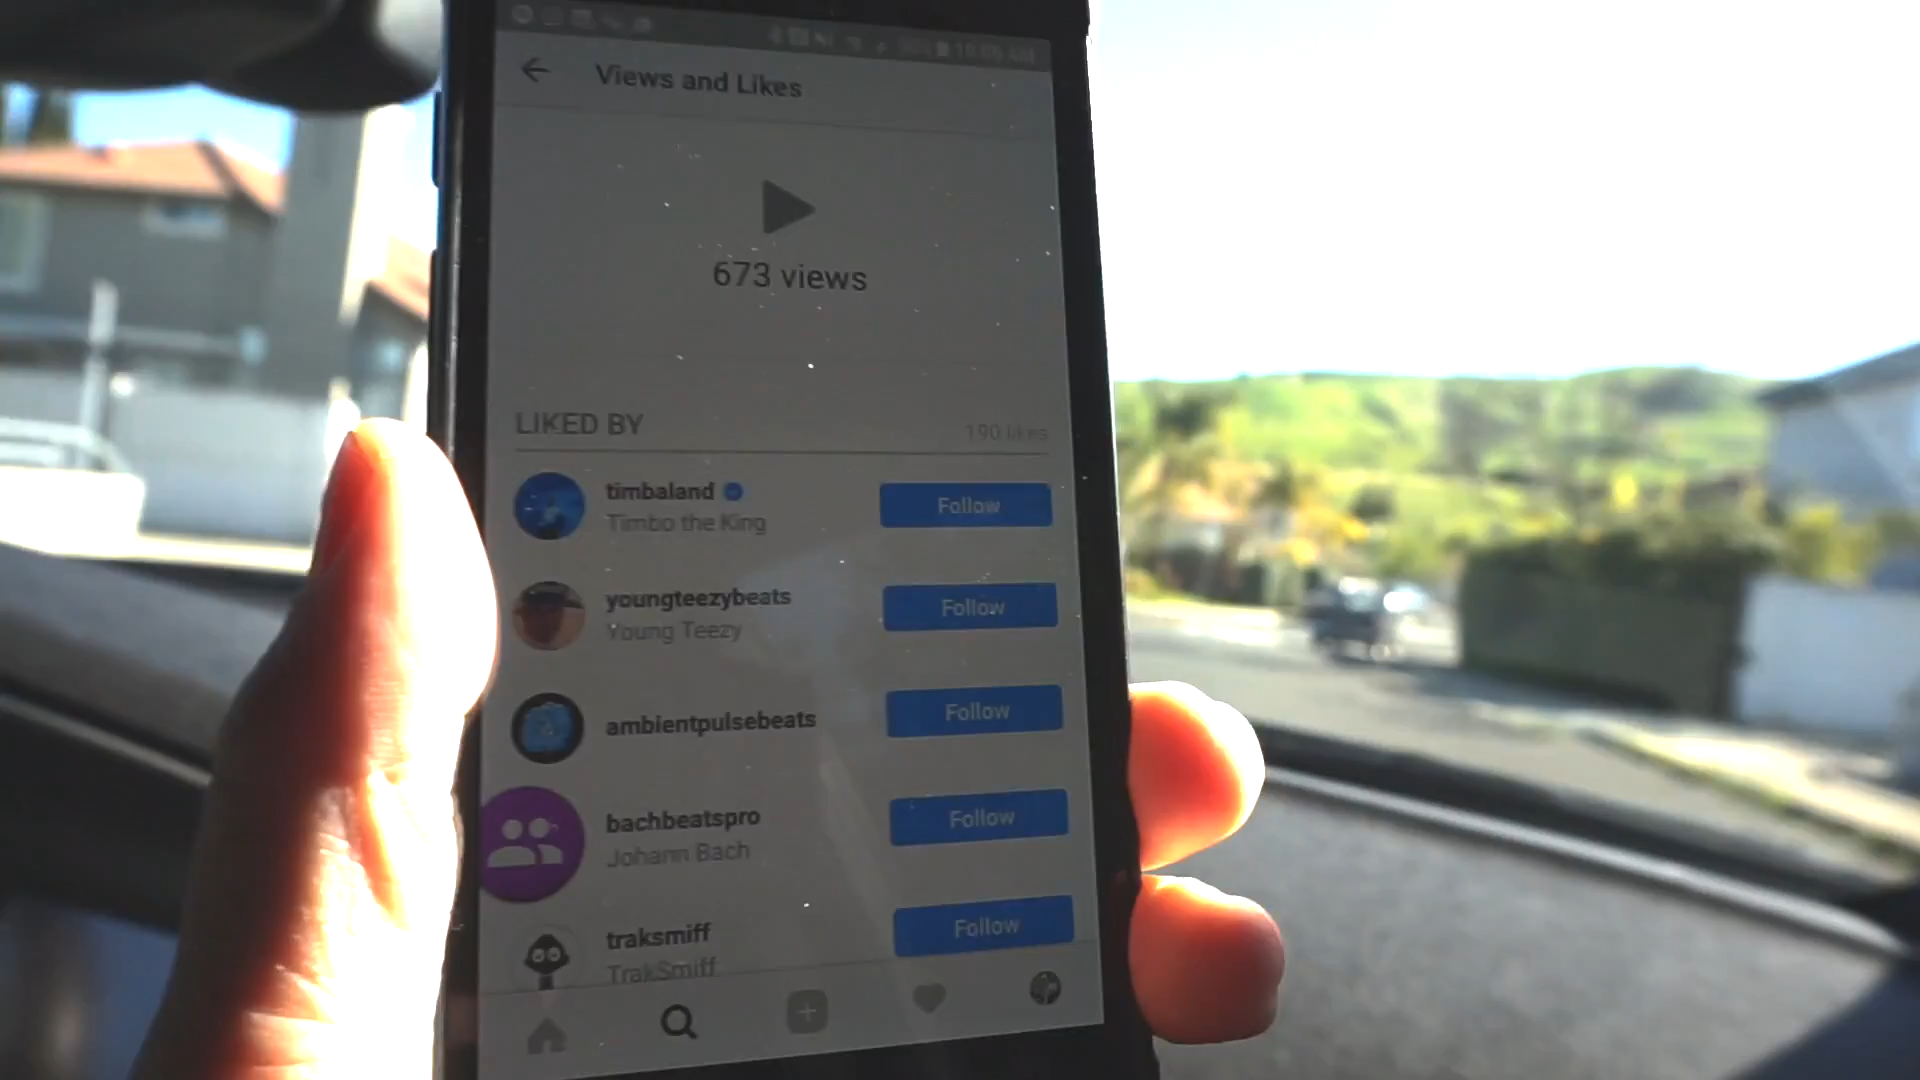 Views and Likes
673 views
LIKED BY
190 likes
timbaland
Timbo the King
Follow
youngteezybeats
Young Teezy
Follow
ambientpulsebeats
Follow
bachbeatspro
Johann Bach
Follow
traksmiff
TrakSmiff
Follow